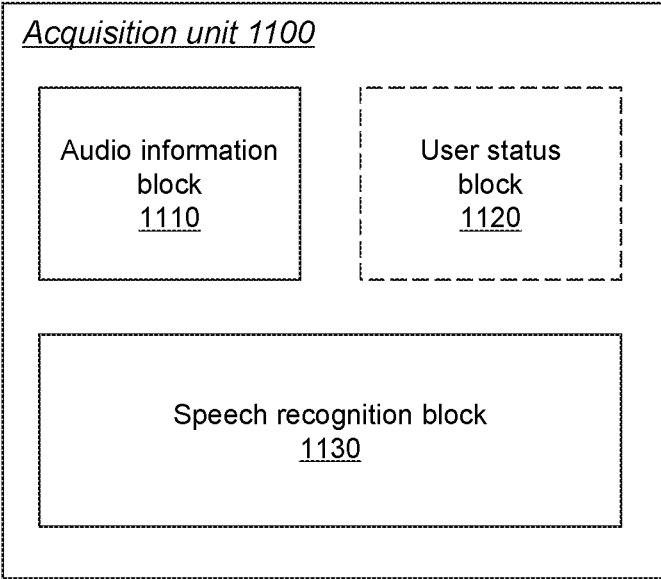 Acquisition unit 1100
Audio information
block
1110
User status
block
1120
Speech recognition block
1130